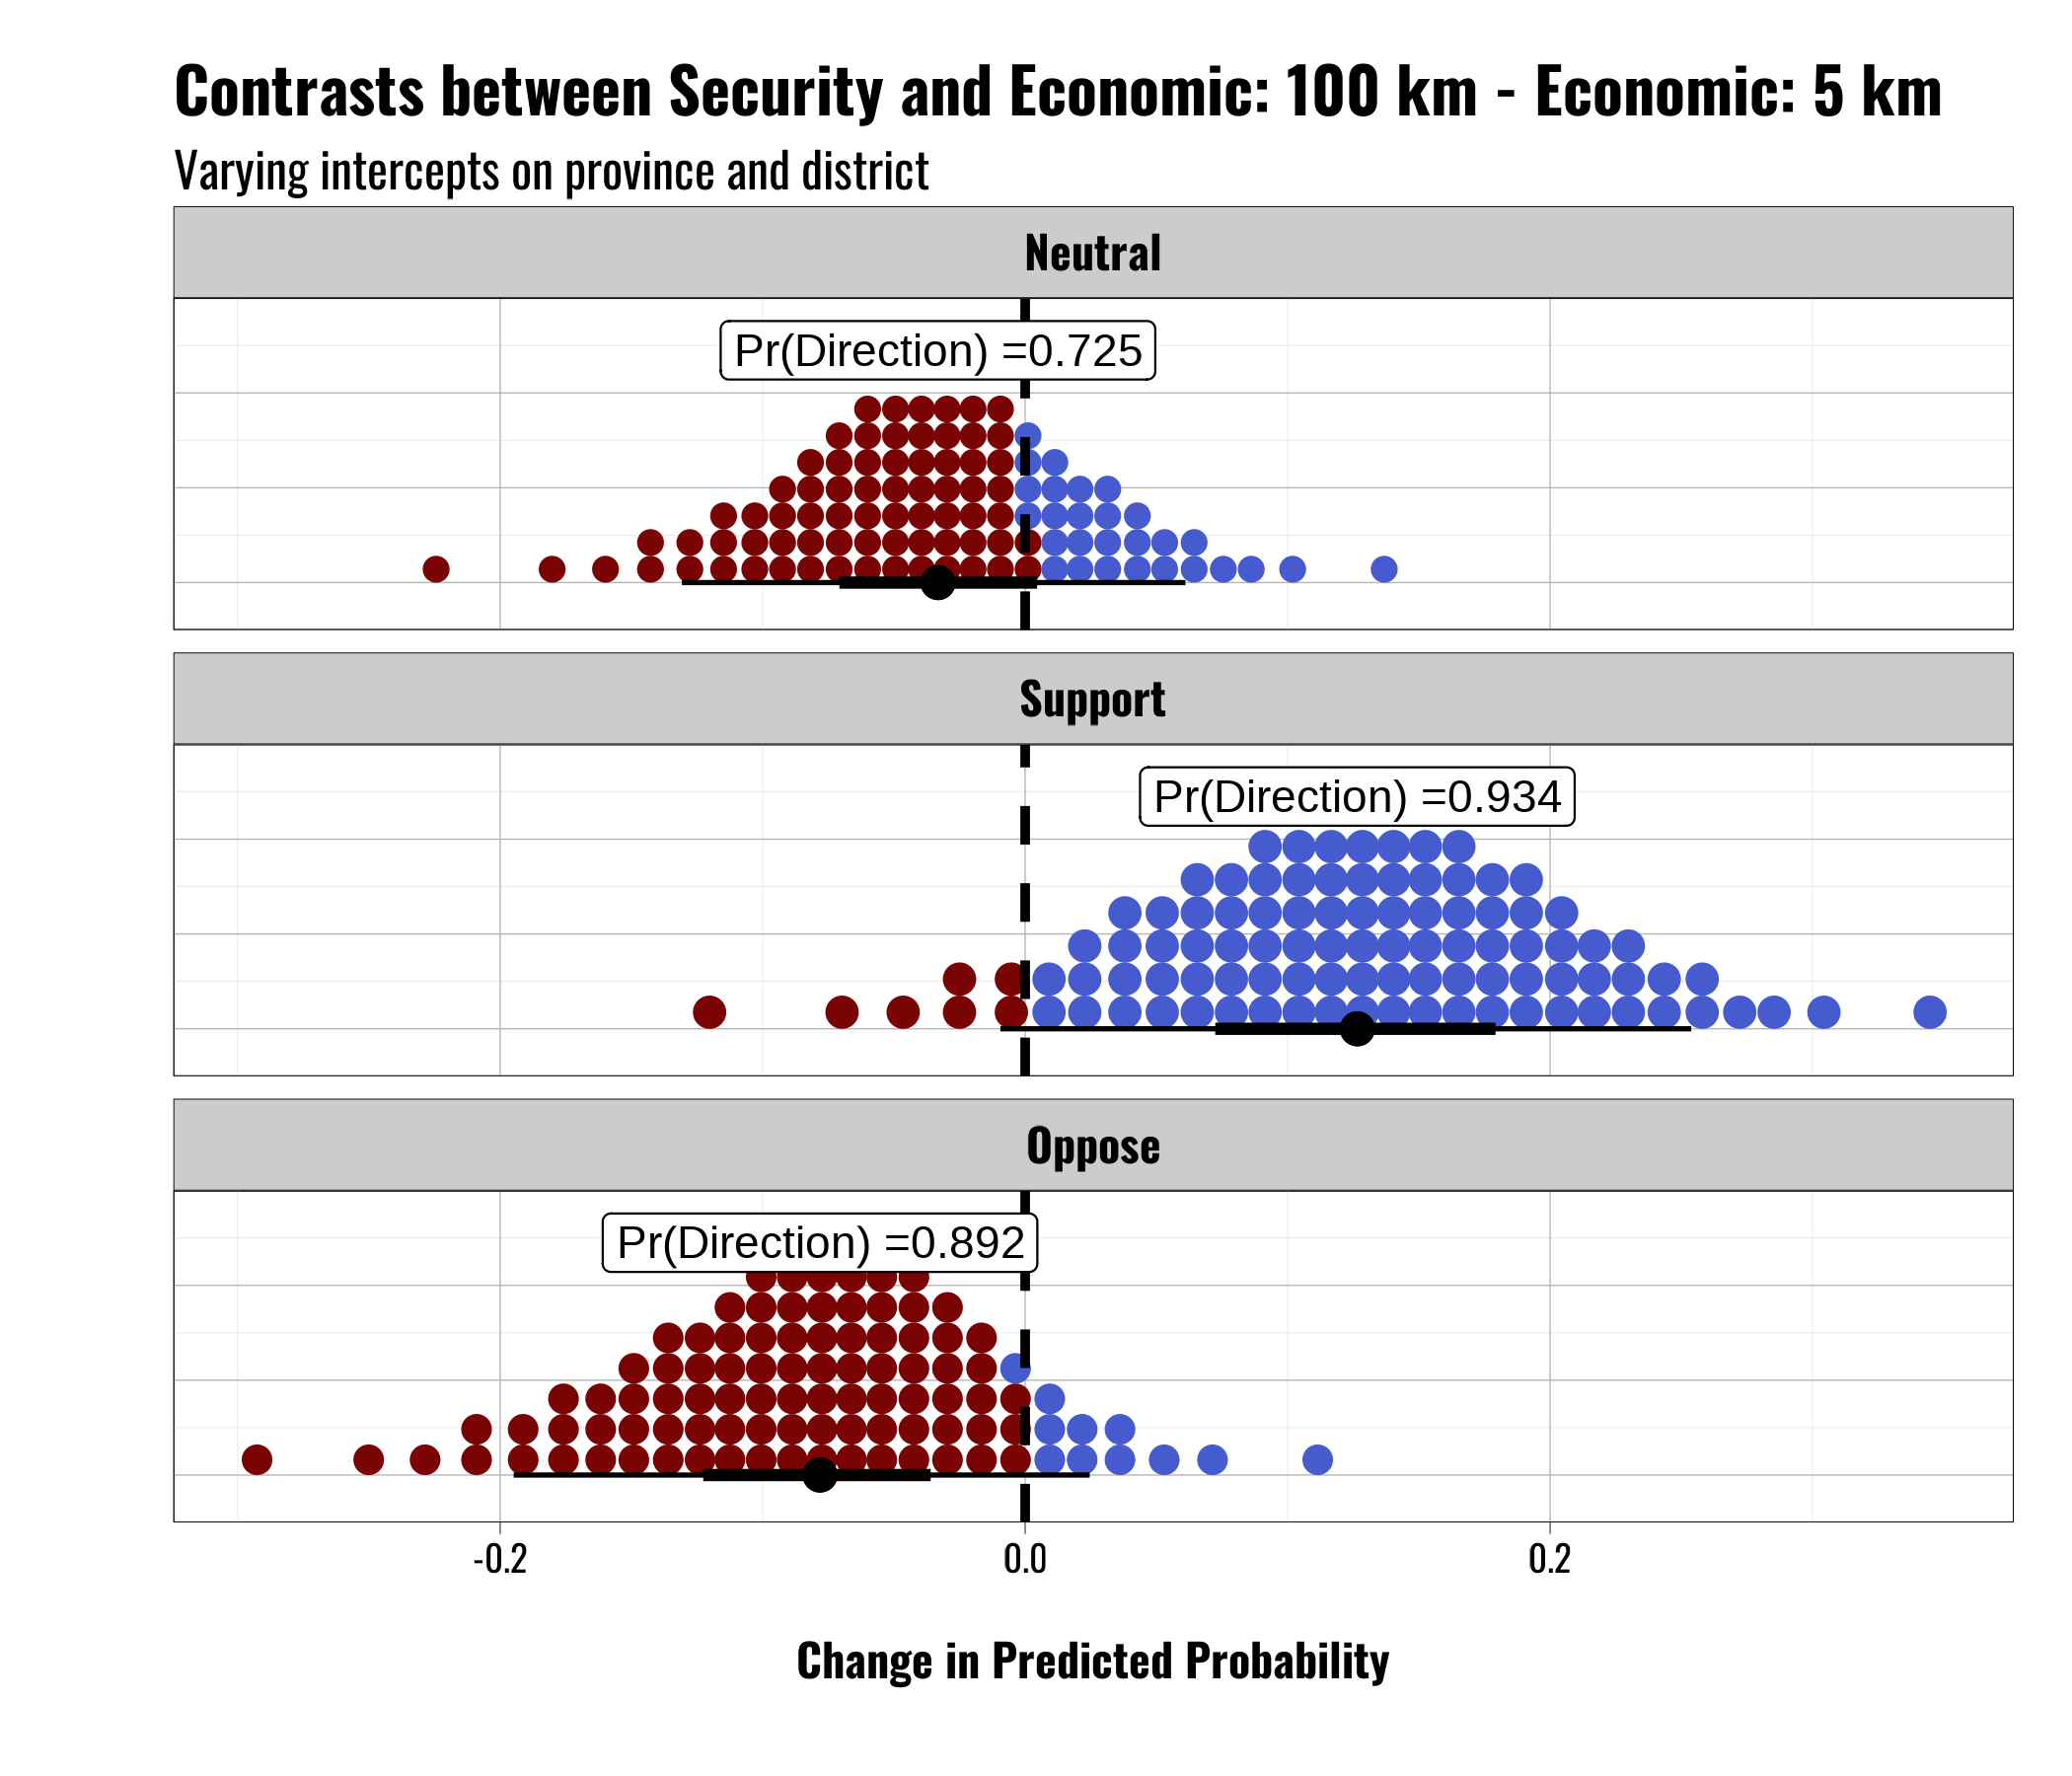 Contrasts between Security and Economic: 100 km - Economic: 5 km
Varying intercepts on province and district
Neutral
Pr(Direction) =0.725
Support
Pr(Direction) =0.934
Oppose
Pr(Direction) =0.892
-0.2 0.0 0.2
Change in Predicted Probability